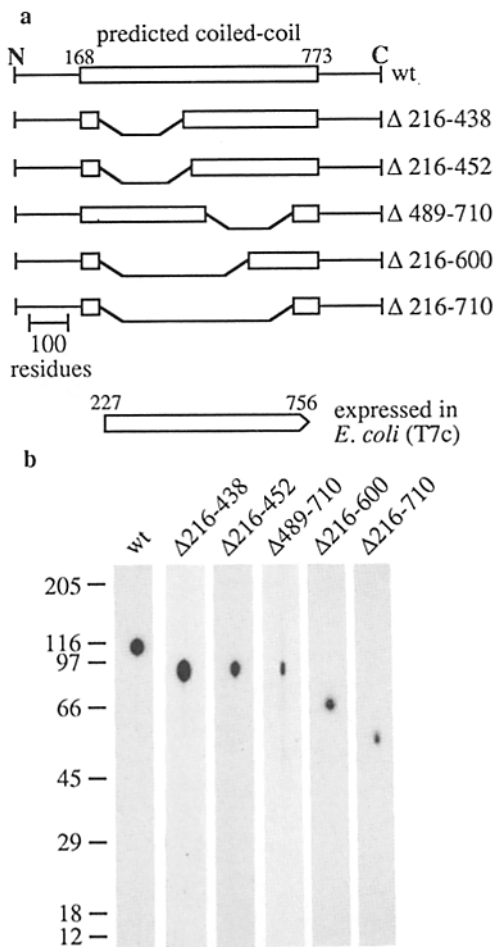 a
predicted coiled-coil
N 168 773 C
wt
Δ 216-438
Δ 216-452
Δ 489-710
Δ 216-600
Δ 216-710
100
residues
227 756 expressed in
E. coli (T7c)
b
wt Δ216-438 Δ216-452 Δ489-710 Δ216-600 Δ216-710
205
116
97
66
45
29
18
12